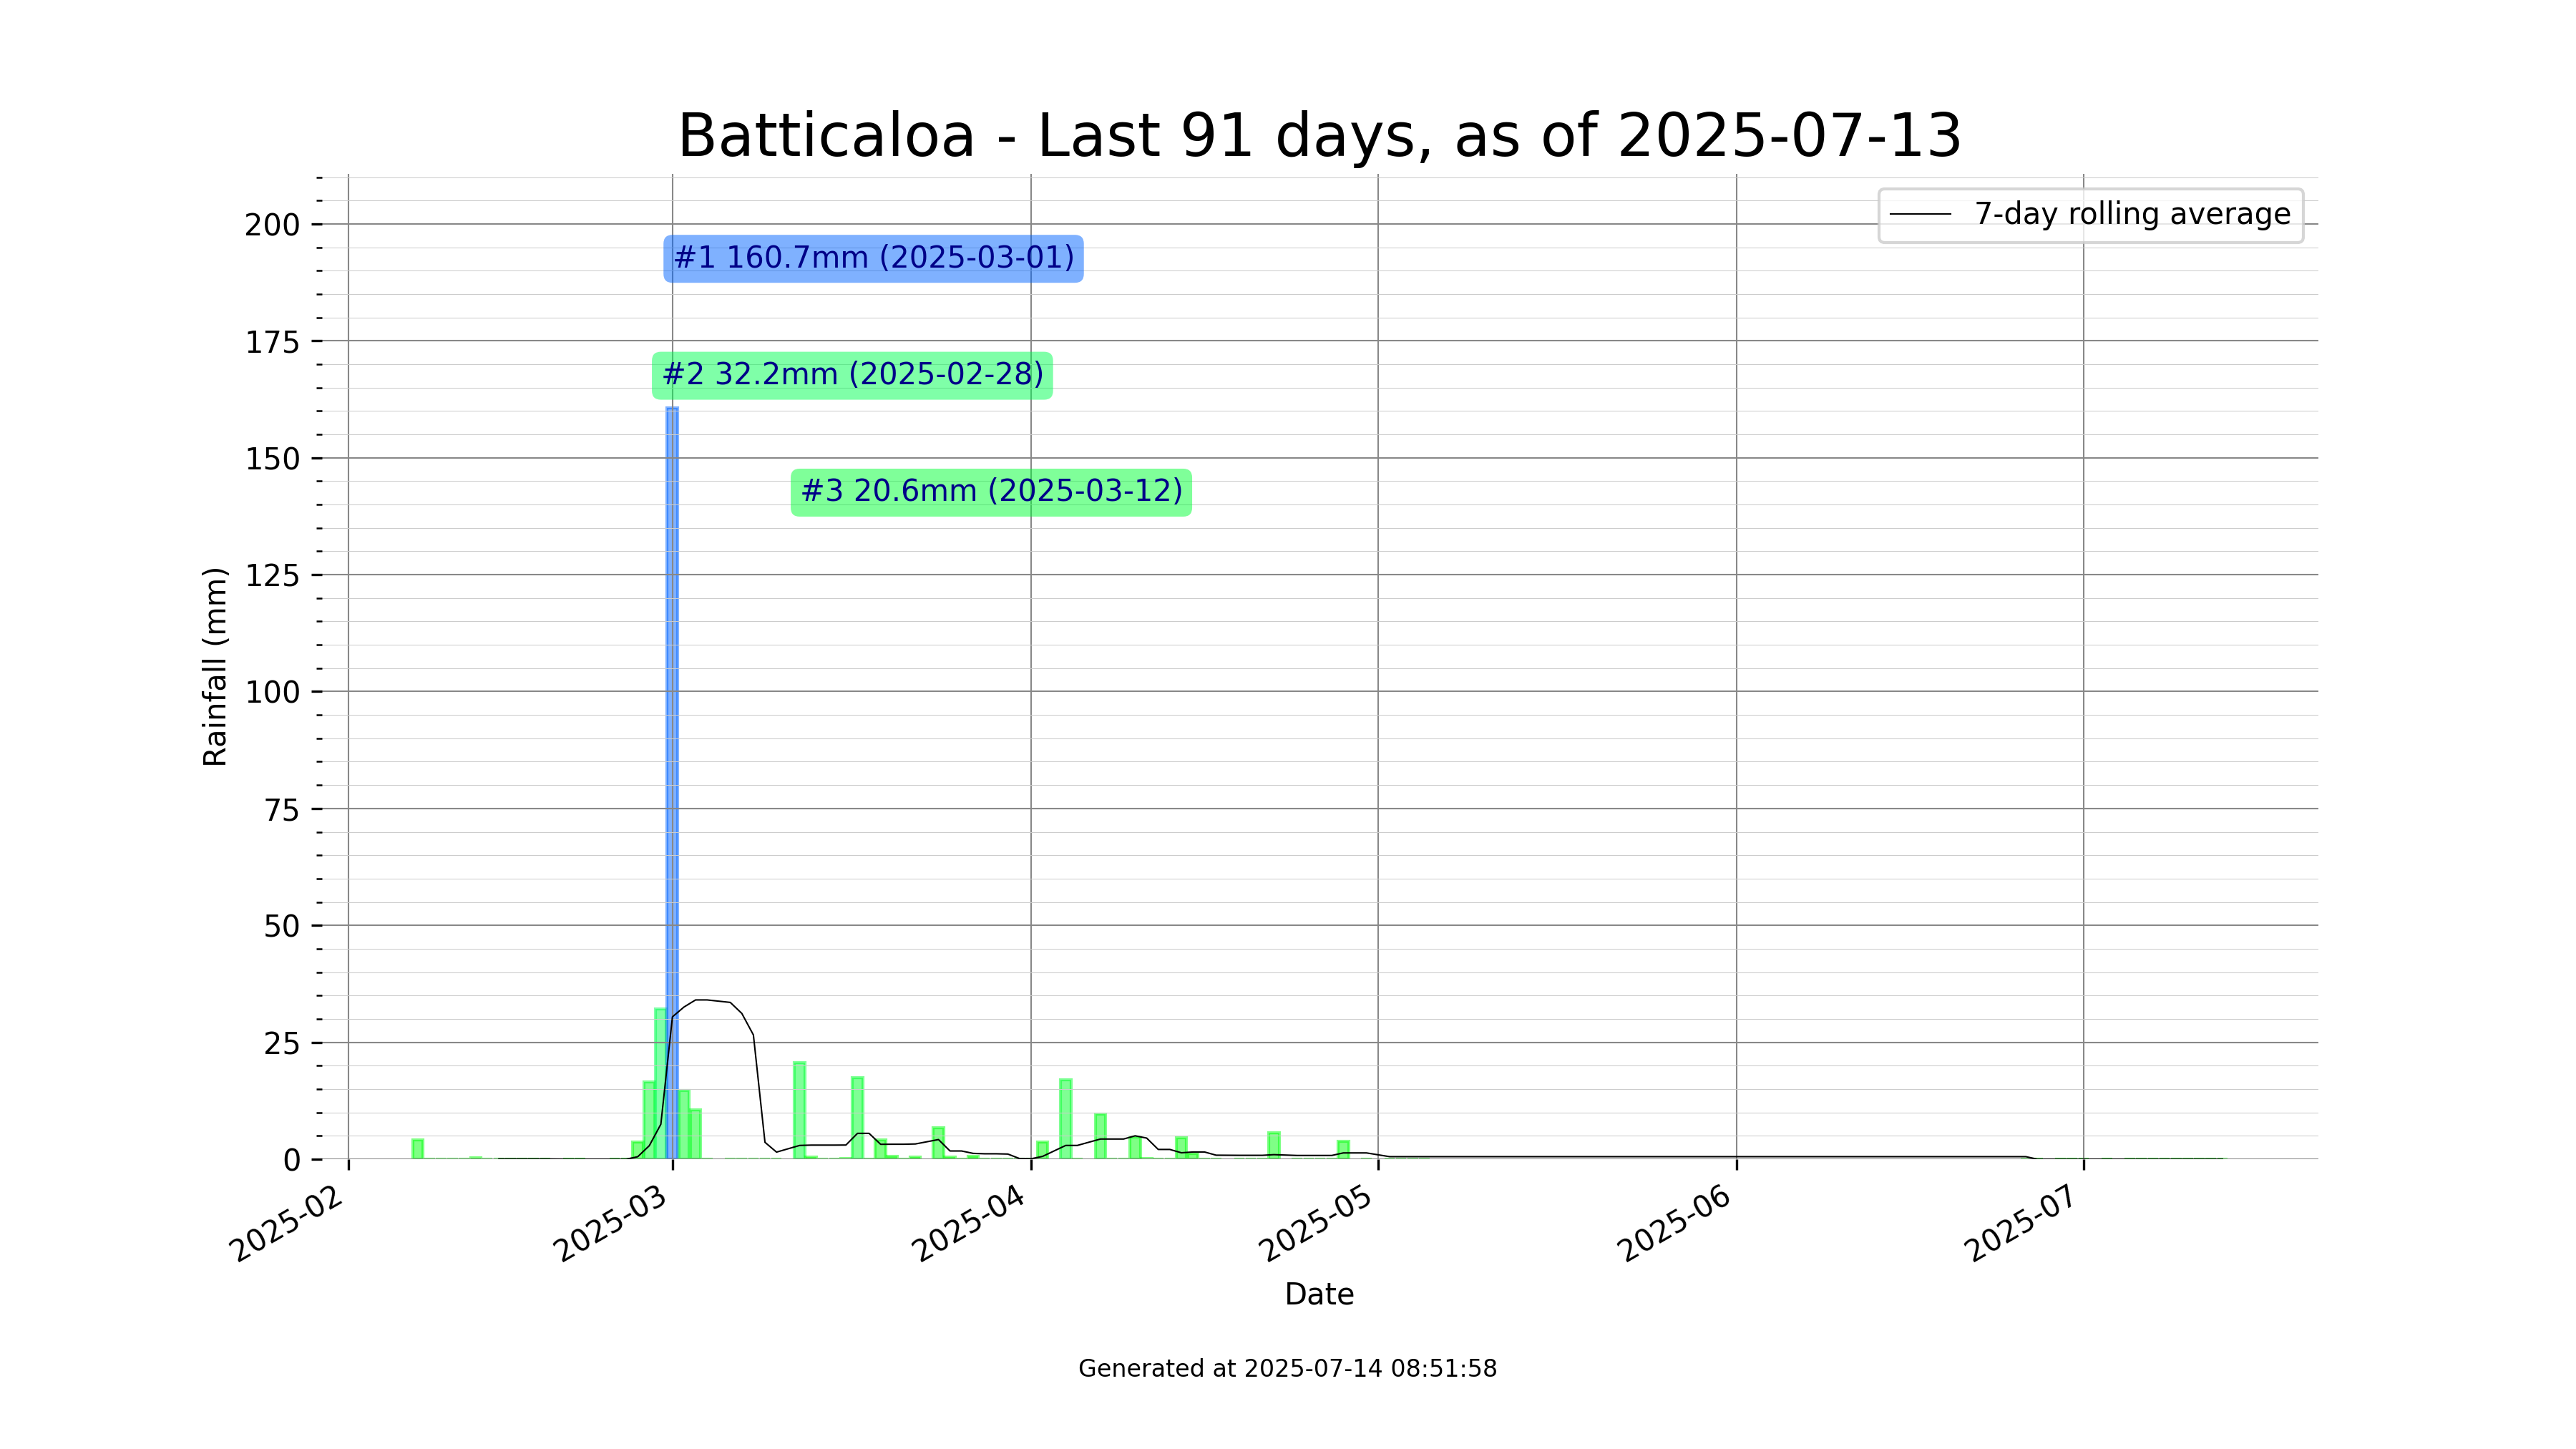 Batticaloa - Last 91 days, as of 2025-07-13
7-day rolling average
200
175
150
125
100
75
50
25
0
Rainfall (mm)
#1 160.7mm (2025-03-01)
#2 32.2mm (2025-02-28)
#3 20.6mm (2025-03-12)
2025-02
2025-03
2025-04
2025-05
2025-06
2025-07
Date
Generated at 2025-07-14 08:51:58